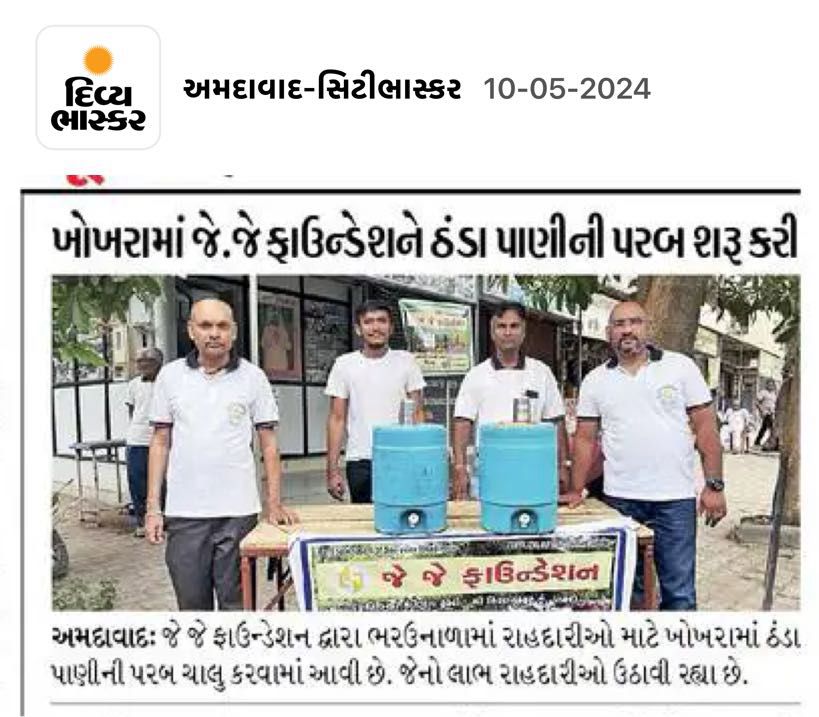 દિવ્ય
ભાસ્કર
અમદાવાદ-સિટીભાસ્કર 10-05-2024
ખોખરામાં જે.જે ફાઉન્ડેશને ઠંડા પાણીની પરબ શરૂ કરી
જે જે ફાઉન્ડેશન
અમદાવાદ: જે જે ફાઉન્ડેશન દ્વારા ભરઉનાળામાં રાહદારીઓ માટે ખોખરામાં ઠંડા
પાણીની પરબ ચાલુ કરવામાં આવી છે. જેનો લાભ રાહદારીઓ ઉઠાવી રહ્યા છે.